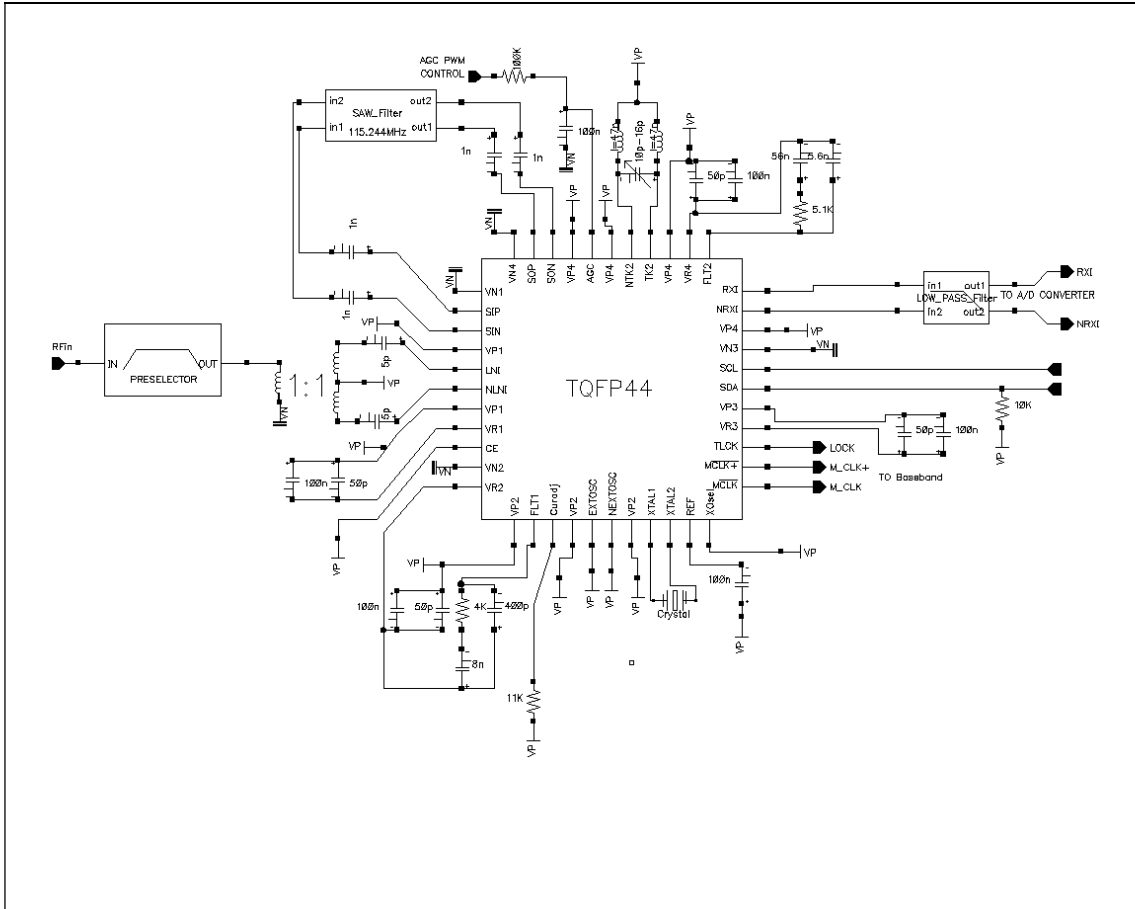 AGC PWM
CONTROL
100K
VP
in2 out2
SAW_Filter
in1 115.244MHz out1
1n
1n
100n
VN
l=47n
10p-16p
l=47n
VP
50p
100n
56n
5.6n
5.1K
VN
VP
VP
1n
1n
VN
VN4
SOP
SON
VP4
AGC
VP4
NTK2
TK2
VP4
VR4
FLT2
VN1
SIP
SIN
VP1
LNI
NLNI
VP1
VR1
CE
VN2
VR2
TQFP44
RXI
NRXI
VP4
VN3
SCL
SDA
VP3
VR3
TLCK
MCLK+
MCLK
VP2
FLT1
Curadj
VP2
EXTOSC
NEXTOSC
VP2
XTAL1
XTAL2
REF
XOsel
RFin
IN OUT
PRESELECTOR
1:1
VN
VP
5p
VP
5p
VP
100n
50p
VN
VP
in1 out1
LOW_PASS_Filter
in2 out2
RXI
TO A/D CONVERTER
NRXI
VP
VN
10K
VP
50p
100n
LOCK
M_CLK+
M_CLK
TO Baseband
VP
100n
50p
4K
400p
8n
11K
VP
VP
VP
VP
VP
Crystal
100n
VP
VP